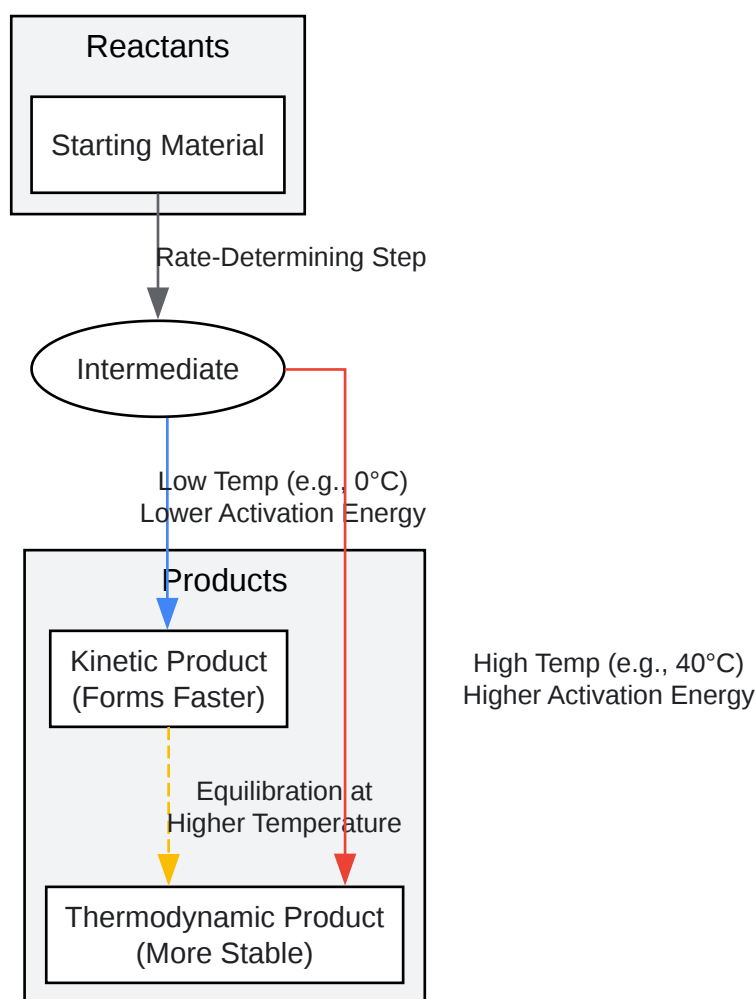 Reactants
Starting Material
Rate-Determining Step
Intermediate
Low Temp (e.g., 0°C)
Lower Activation Energy
Products
Kinetic Product
(Forms Faster)
High Temp (e.g., 40°C)
Higher Activation Energy
Equilibration at
Higher Temperature
Thermodynamic Product
(More Stable)